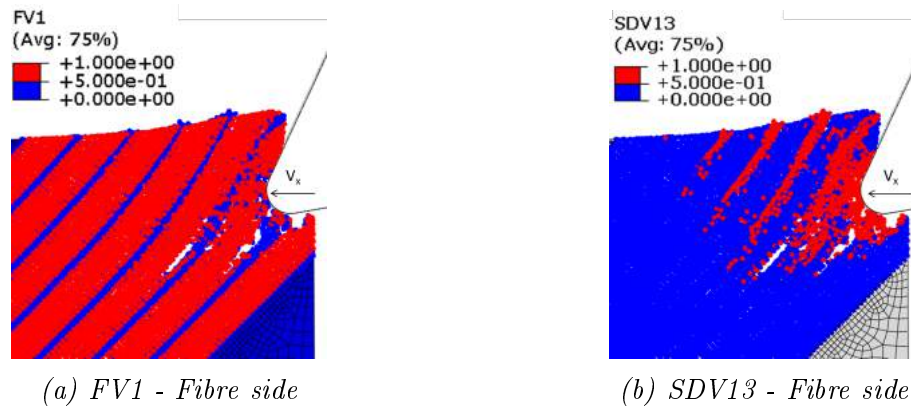 FV1
(Avg: 75%)
+1.000e+00
+5.000e-01
+0.000e+00
Vx
(a) FV1 - Fibre side
SDV13
(Avg: 75%)
+1.000e+00
+5.000e-01
+0.000e+00
Vx
(b) SDV13 - Fibre side